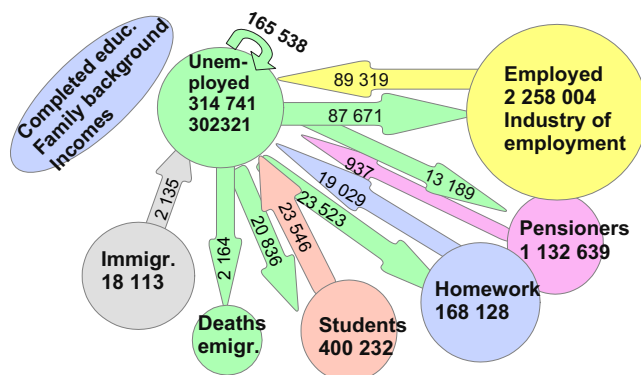 165 538
Completed educ.
Family background
Incomes
Unem-
ployed
314 741
302321
89 319
87 671
Employed
2 258 004
Industry of
employment
937
13 189
19 029
23 523
2 135
2 164
20 836
23 546
Pensioners
1 132 639
Immigr.
18 113
Homework
168 128
Deaths
emigr.
Students
400 232